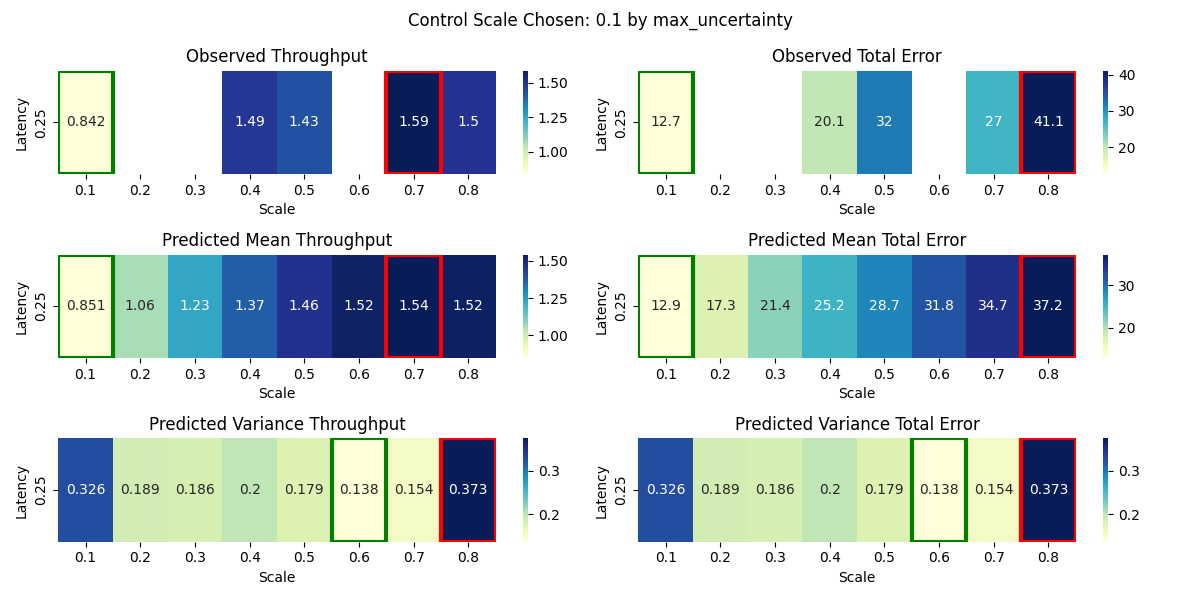 Control Scale Chosen: 0.1 by max_uncertainty
Observed Throughput
Latency
0.25
0.842 1.49 1.43 1.59 1.5
0.1 0.2 0.3 0.4 0.5 0.6 0.7 0.8
Scale
1.50
1.25
1.00
Observed Total Error
Latency
0.25
12.7 20.1 32 27 41.1
0.1 0.2 0.3 0.4 0.5 0.6 0.7 0.8
Scale
40
30
20
Predicted Mean Throughput
Latency
0.25
0.851 1.06 1.23 1.37 1.46 1.52 1.54 1.52
0.1 0.2 0.3 0.4 0.5 0.6 0.7 0.8
Scale
1.50
1.25
1.00
Predicted Mean Total Error
Latency
0.25
12.9 17.3 21.4 25.2 28.7 31.8 34.7 37.2
0.1 0.2 0.3 0.4 0.5 0.6 0.7 0.8
Scale
30
20
Predicted Variance Throughput
Latency
0.25
0.326 0.189 0.186 0.2 0.179 0.138 0.154 0.373
0.1 0.2 0.3 0.4 0.5 0.6 0.7 0.8
Scale
0.3
0.2
Predicted Variance Total Error
Latency
0.25
0.326 0.189 0.186 0.2 0.179 0.138 0.154 0.373
0.1 0.2 0.3 0.4 0.5 0.6 0.7 0.8
Scale
0.3
0.2